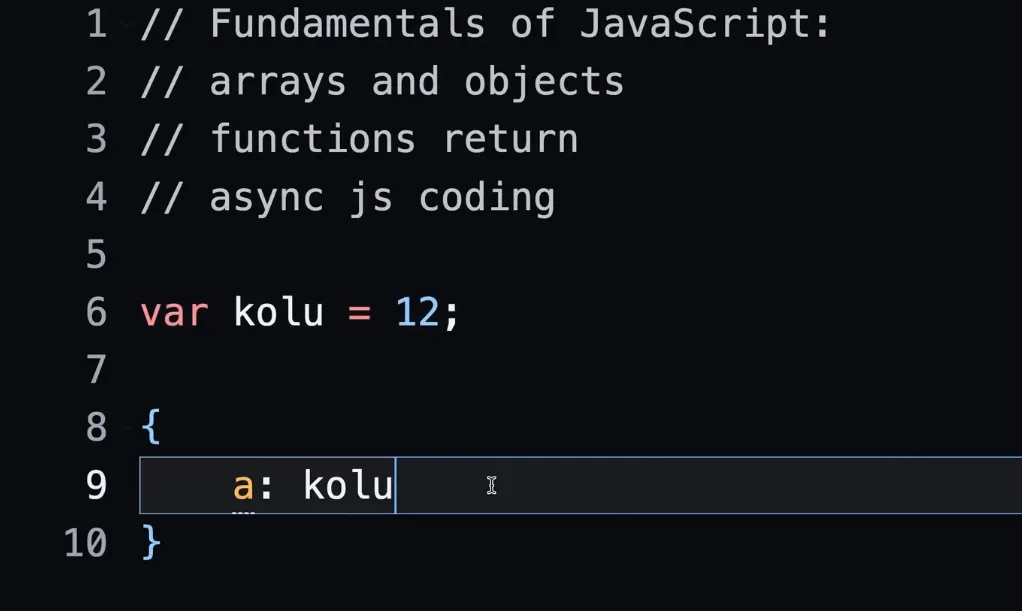 1 // Fundamentals of JavaScript:
2 // arrays and objects
3 // functions return
4 // async js coding
5
6 var kolu = 12;
7
8 {
9 a: kolu
10 }